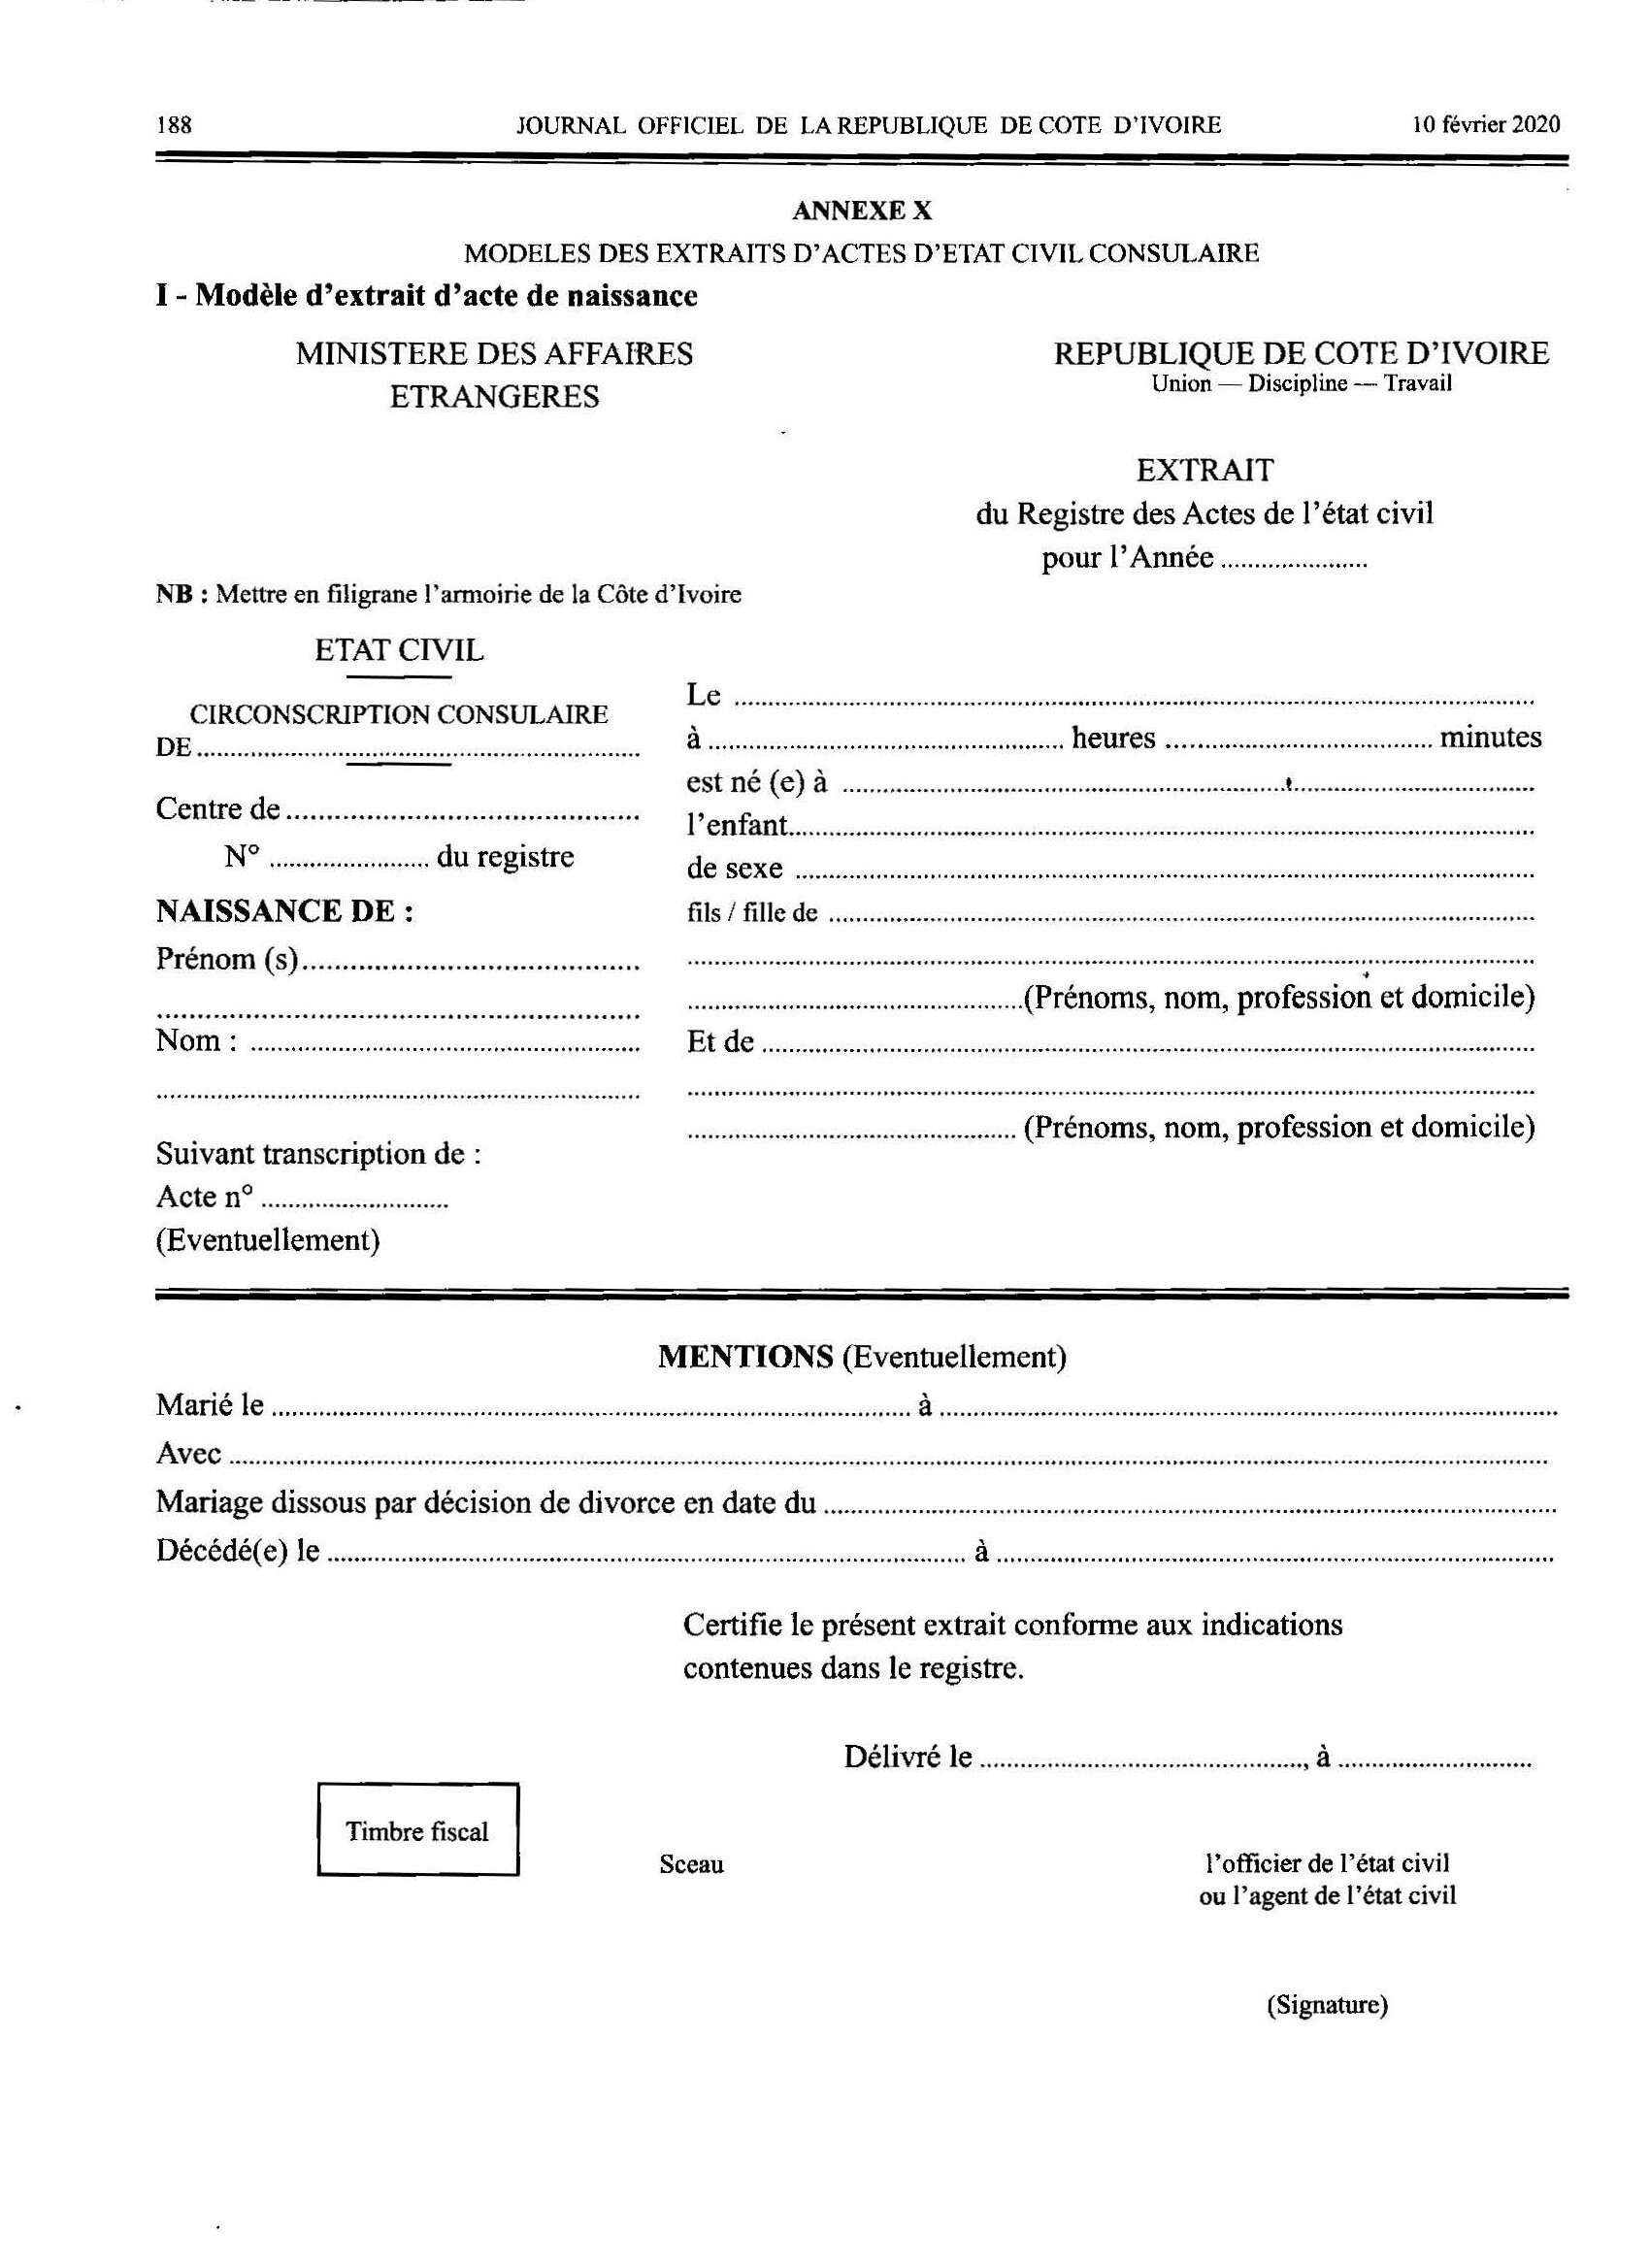 188 JOURNAL OFFICIEL DE LA REPUBLIQUE DE COTE D'IVOIRE 10 février 2020
ANNEXE X
MODELES DES EXTRAITS D'ACTES D'ETAT CIVIL CONSULAIRE
I - Modèle d'extrait d'acte de naissance
MINISTERE DES AFFAIRES
ETRANGERES
REPUBLIQUE DE COTE D'IVOIRE
Union — Discipline — Travail
EXTRAIT
du Registre des Actes de l'état civil
pour l'Année ......................
NB : Mettre en filigrane l'armoirie de la Côte d'Ivoire
ETAT CIVIL
CIRCONSCRIPTION CONSULAIRE
DE..................................................................
Centre de............................................
N° ........................ du registre
NAISSANCE DE :
Prénom (s)..........................................
........................................................................
Nom : ..........................................................
........................................................................
Suivant transcription de :
Acte n° ............................
(Eventuellement)
Le ......................................................................................................................
à ..................................................... heures ........................................ minutes
est né (e) à ......................................................................................................
l'enfant..............................................................................................................
de sexe .............................................................................................................
fils / fille de ........................................................................................................
..............................................................................................................................
..................................................(Prénoms, nom, profession et domicile)
Et de ..................................................................................................................
..............................................................................................................................
................................................. (Prénoms, nom, profession et domicile)
MENTIONS (Eventuellement)
Marié le ............................................................................................... à ............................................................................................
Avec ....................................................................................................................................................................................................
Mariage dissous par décision de divorce en date du .............................................................................................................
Décédé(e) le ............................................................................................... à ...................................................................................
Certifie le présent extrait conforme aux indications
contenues dans le registre.
Délivré le ................................................, à .............................
Timbre fiscal
Sceau
l'officier de l'état civil
ou l'agent de l'état civil
(Signature)